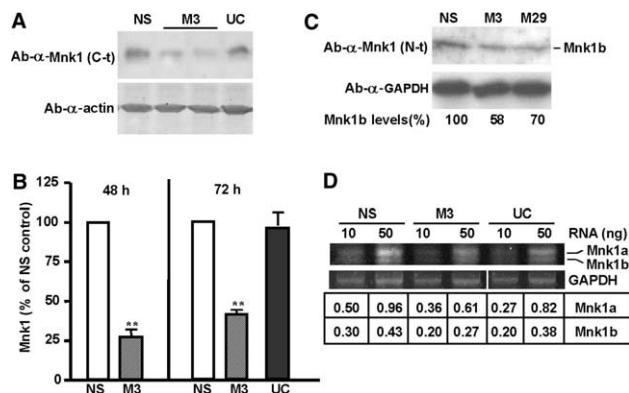 A
NS M3 UC
Ab-α-Mnk1 (C-t)
Ab-α-actin
B
Mnk1 (% of NS control)
125
100
75
50
25
0
48 h 72 h
** **
NS M3 NS M3 UC
C
NS M3 M29
Ab-α-Mnk1 (N-t) – Mnk1b
Ab-α-GAPDH
Mnk1b levels(%) 100 58 70
D
NS M3 UC
10 50 10 50 10 50 RNA (ng)
Mnk1a
Mnk1b
GAPDH
0.50 0.96 0.36 0.61 0.27 0.82 Mnk1a
0.30 0.43 0.20 0.27 0.20 0.38 Mnk1b